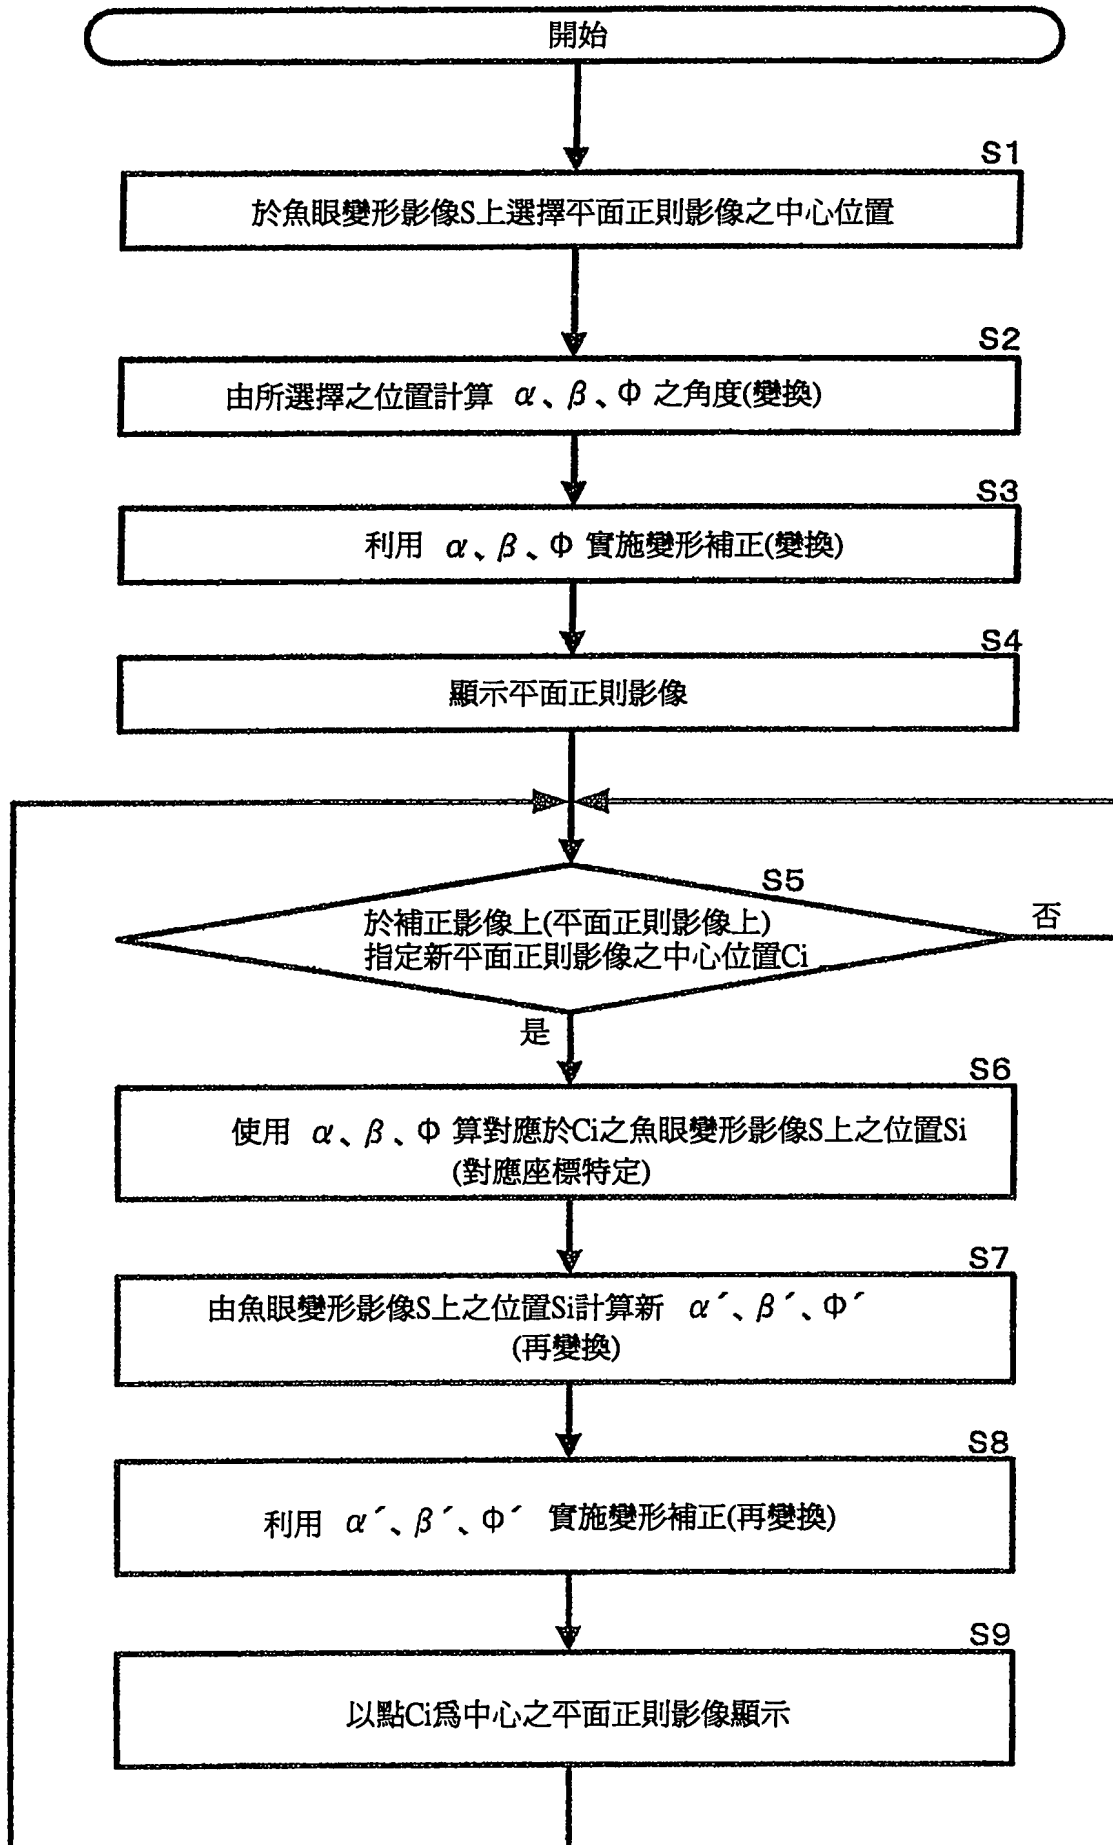 開始
S1
於魚眼變形影像S上選擇平面正則影像之中心位置
S2
由所選擇之位置計算 α、β、Φ 之角度(變換)
S3
利用 α、β、Φ 實施變形補正(變換)
S4
顯示平面正則影像
S5
於補正影像上(平面正則影像上)
指定新平面正則影像之中心位置Ci
否
是
S6
使用 α、β、Φ 算對應於Ci之魚眼變形影像S上之位置Si
(對應座標特定)
S7
由魚眼變形影像S上之位置Si計算新 α´、β´、Φ´
(再變換)
S8
利用 α´、β´、Φ´ 實施變形補正(再變換)
S9
以點Ci爲中心之平面正則影像顯示